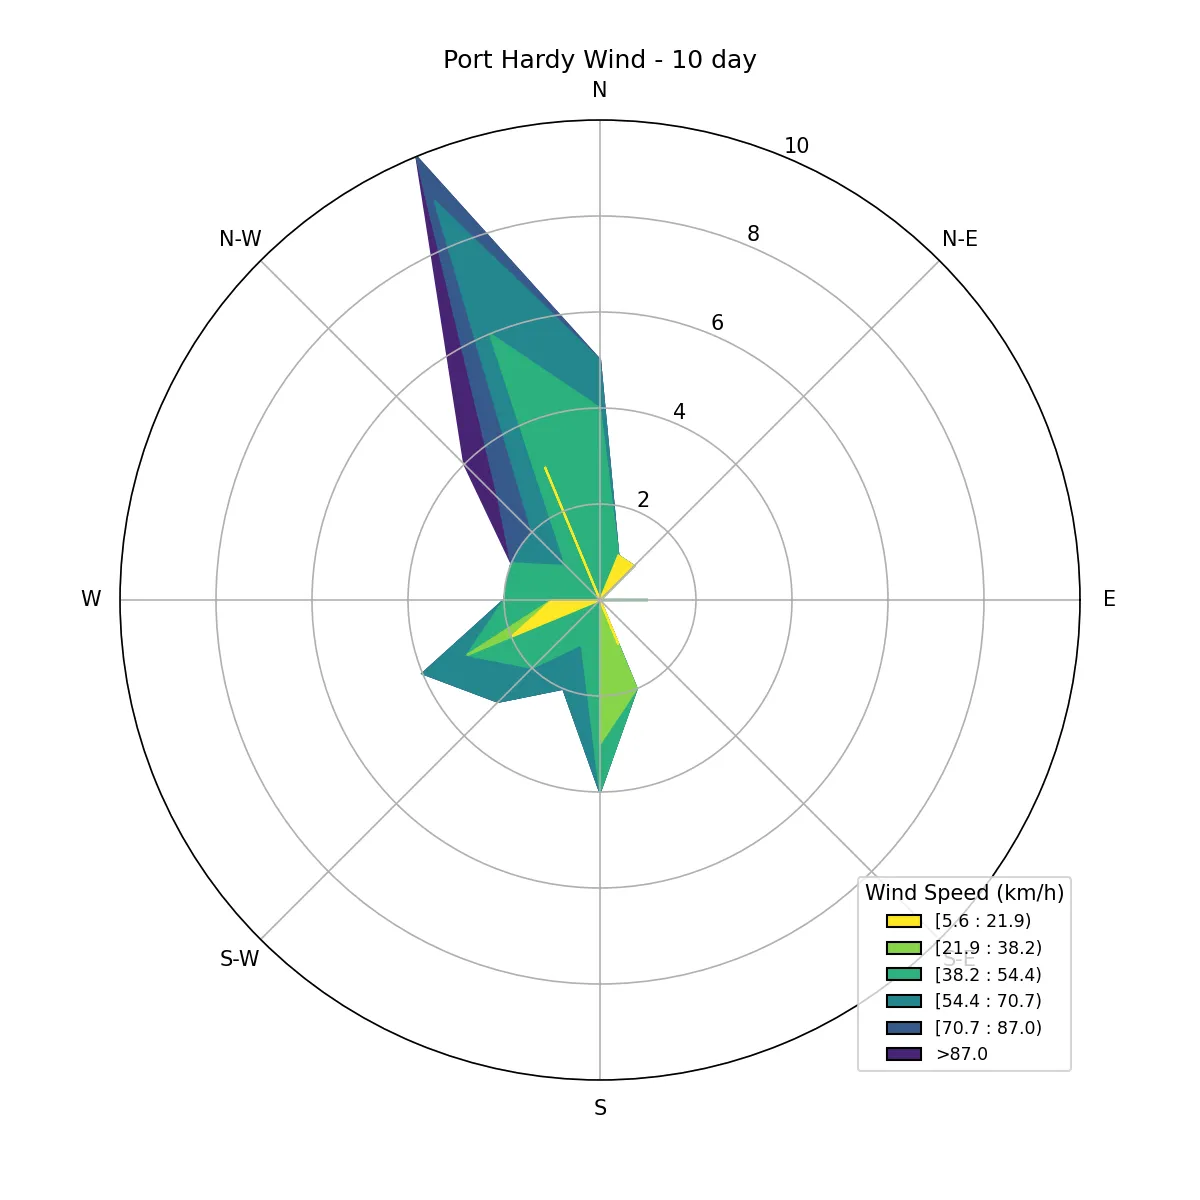 Port Hardy Wind - 10 day
N
10
N-W
8
N-E
6
4
2
W
E
Wind Speed (km/h)
[5.6 : 21.9)
[21.9 : 38.2)
S-W
S-E
[38.2 : 54.4)
[54.4 : 70.7)
[70.7 : 87.0)
>87.0
S